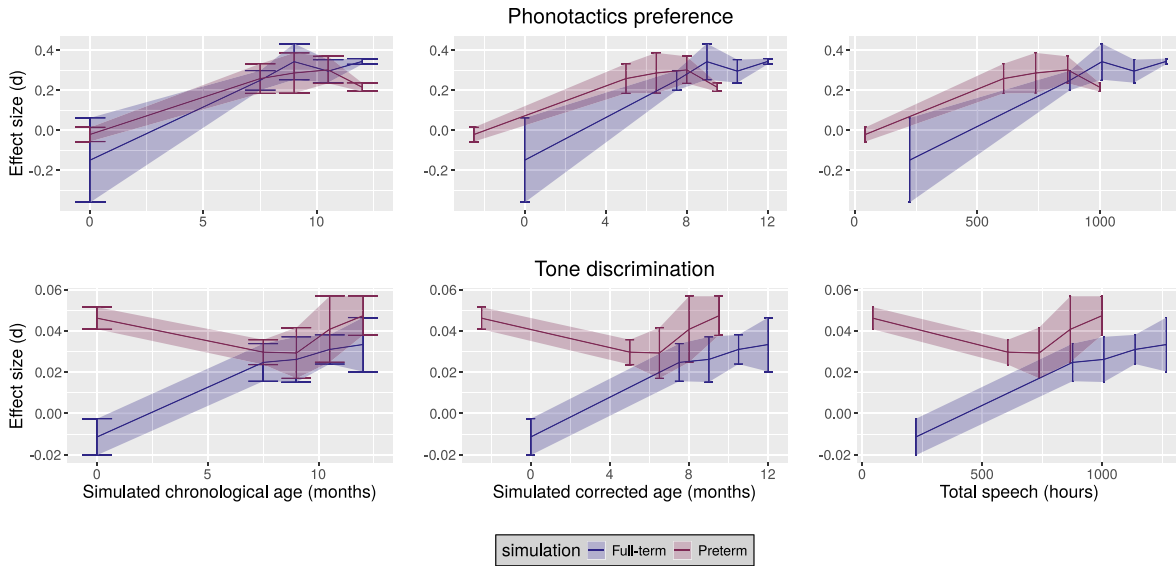 Phonotactics preference
Effect size (d)
0.4
0.2
0.0
-0.2
0 5 10
0 4 8 12
0 500 1000
Tone discrimination
Effect size (d)
0.06
0.04
0.02
0.00
-0.02
0 5 10
0 4 8 12
0 500 1000
Simulated chronological age (months)
Simulated corrected age (months)
Total speech (hours)
0.4
0.2
0.0
-0.2
0.06
0.04
0.02
0.00
-0.02
0.4
0.2
0.0
-0.2
0.06
0.04
0.02
0.00
-0.02
simulation Full-term Preterm